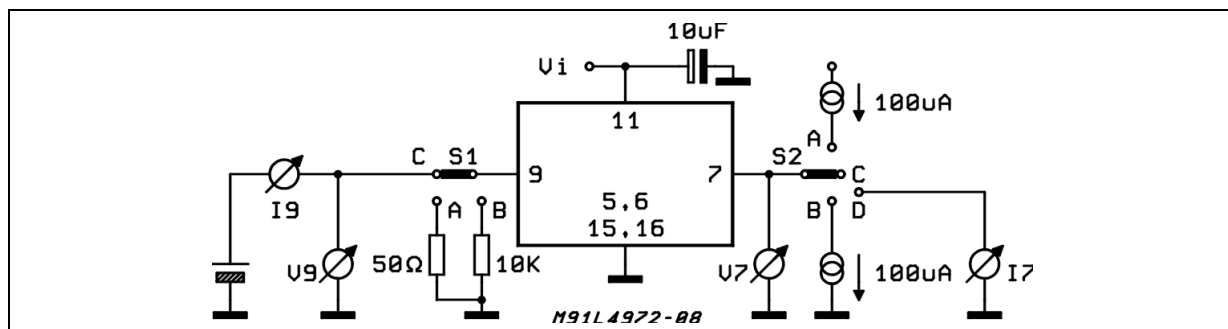 10uF
Vi
11
100uA
A
C S1
9
7
S2
C
I9
A B
5,6
15,16
B D
V9
50Ω
10K
V7
100uA
I7
M91L4972-08